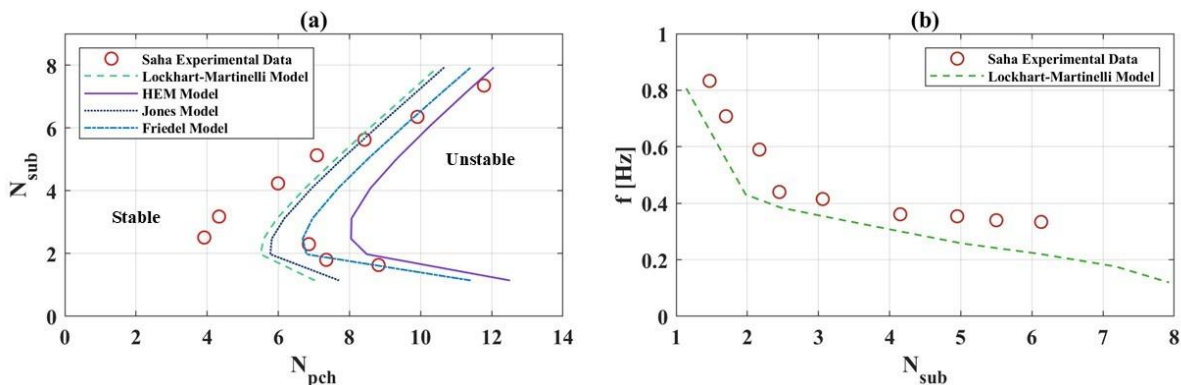 (a)
N_sub
8
6
4
2
0
Saha Experimental Data
Lockhart-Martinelli Model
HEM Model
Jones Model
Friedel Model
Stable
Unstable
0 2 4 6 8 10 12 14
N_pch
(b)
f [Hz]
1
0.8
0.6
0.4
0.2
0
Saha Experimental Data
Lockhart-Martinelli Model
1 2 3 4 5 6 7 8
N_sub